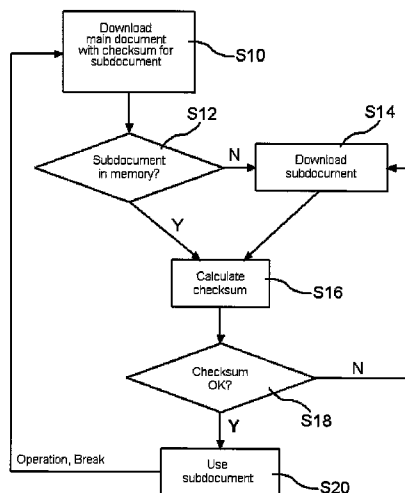 Download
main document
with checksum for
subdocument
S10
S12
S14
Subdocument
in memory?
N
Download
subdocument
Y
Calculate
checksum
S16
Checksum
OK?
N
S18
Y
Operation, Break
Use
subdocument
S20